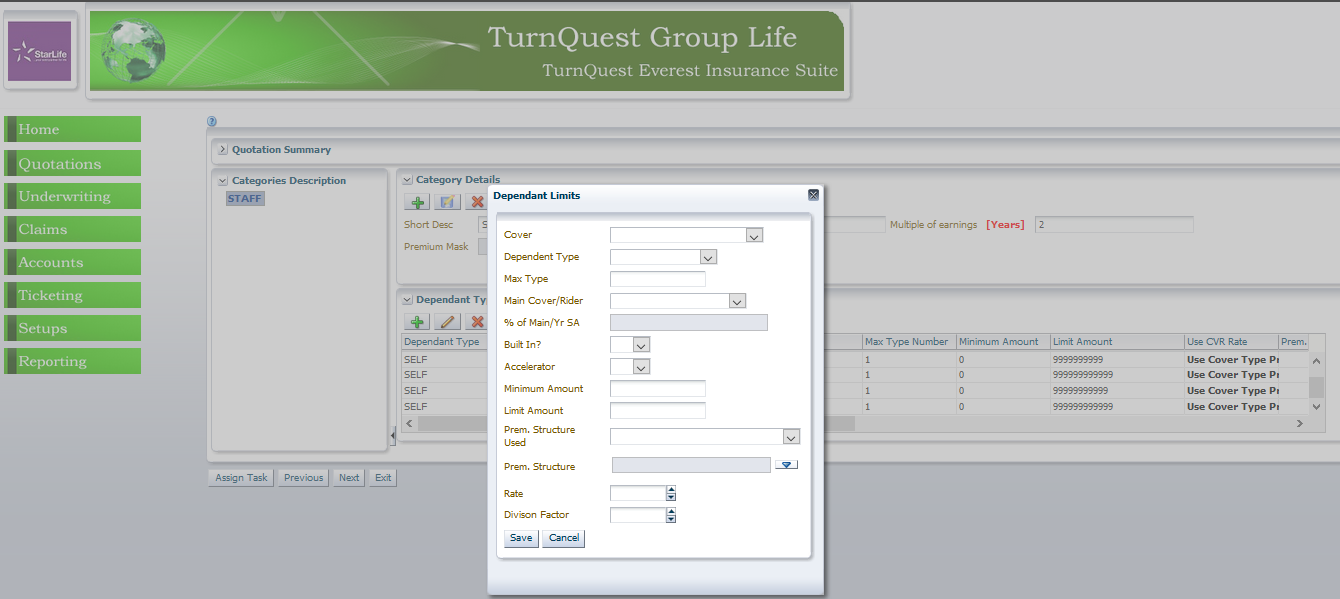 StarLife
TurnQuest Group Life
TurnQuest Everest Insurance Suite
Home
Quotations
Underwriting
Claims
Accounts
Ticketing
Setups
Reporting
Quotation Summary
Categories Description
STAFF
Category Details
Short Desc S
Multiple of earnings [Years] 2
Premium Mask
Dependant Ty
Dependant Type Max Type Number Minimum Amount Limit Amount Use CVR Rate Prem.
SELF 1 0 9999999999 Use Cover Type Pr
SELF 1 0 99999999999 Use Cover Type Pr
SELF 1 0 99999999999 Use Cover Type Pr
SELF 1 0 99999999999 Use Cover Type Pr
Assign Task Previous Next Exit
Dependant Limits
Cover
Dependent Type
Max Type
Main Cover/Rider
% of Main/Yr SA
Built In?
Accelerator
Minimum Amount
Limit Amount
Prem. Structure
Used
Prem. Structure
Rate
Divison Factor
Save Cancel